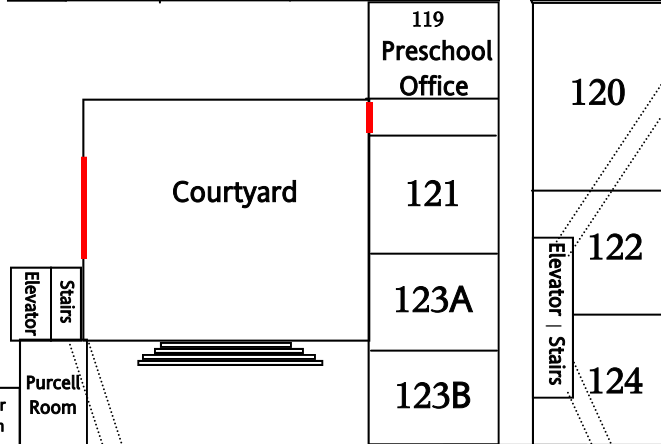 119
Preschool
Office
120
Courtyard
121
122
Elevator
Stairs
Elevator | Stairs
123A
Purcell
Room
123B
124